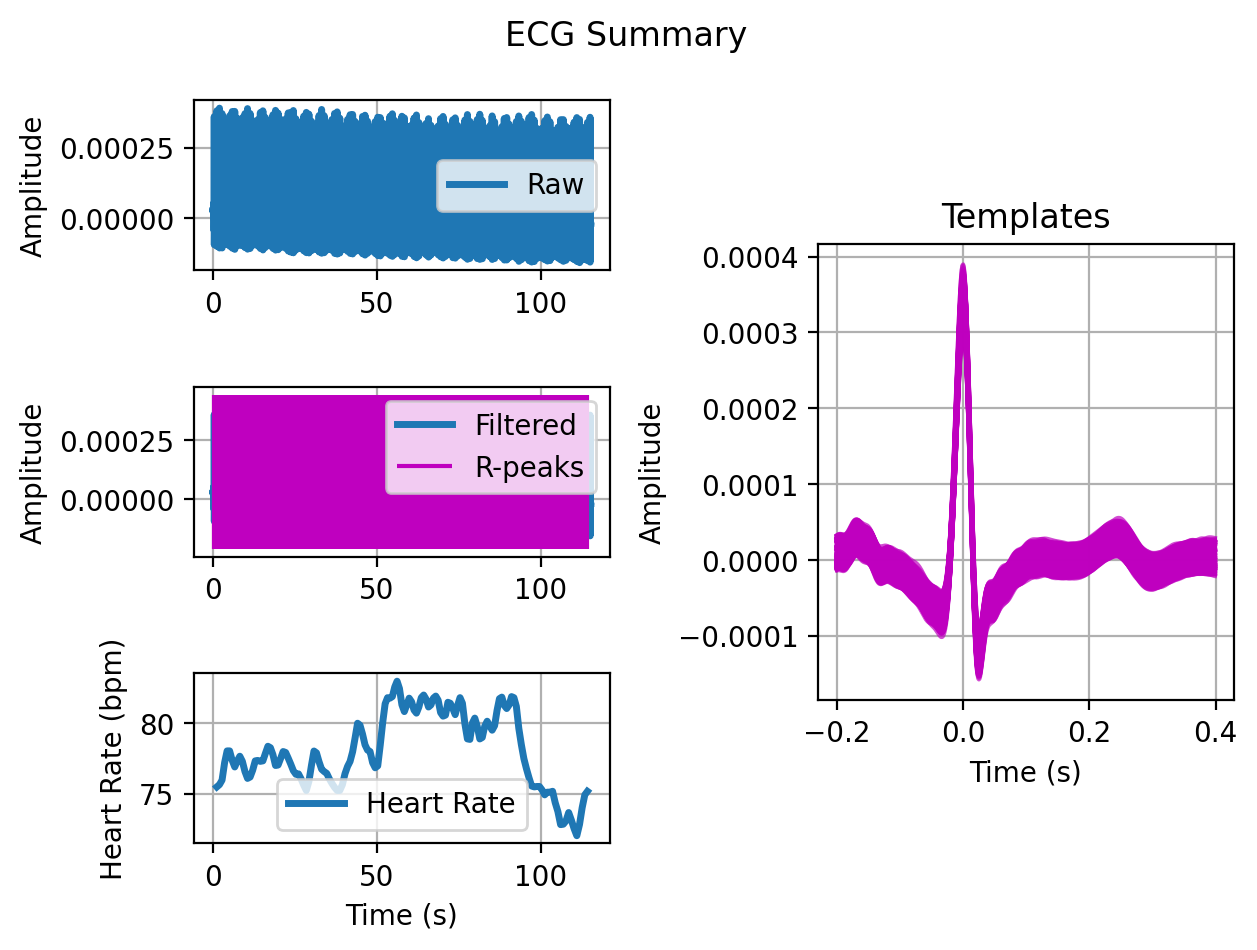 ECG Summary
Amplitude
0.00025
0.00000
Raw
0
50
100
Amplitude
0.00025
0.00000
Filtered
R-peaks
0
50
100
Heart Rate (bpm)
80
75
Heart Rate
0
50
100
Time (s)
Templates
Amplitude
0.0004
0.0003
0.0002
0.0001
0.0000
−0.0001
−0.2
0.0
0.2
0.4
Time (s)